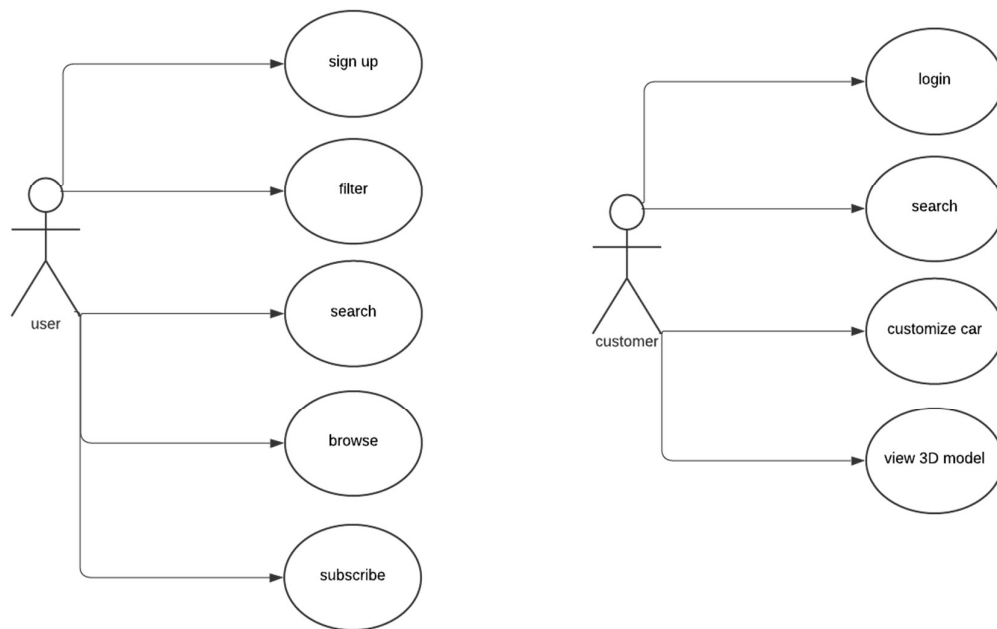 sign up
filter
search
browse
subscribe
user
login
search
customize car
view 3D model
customer